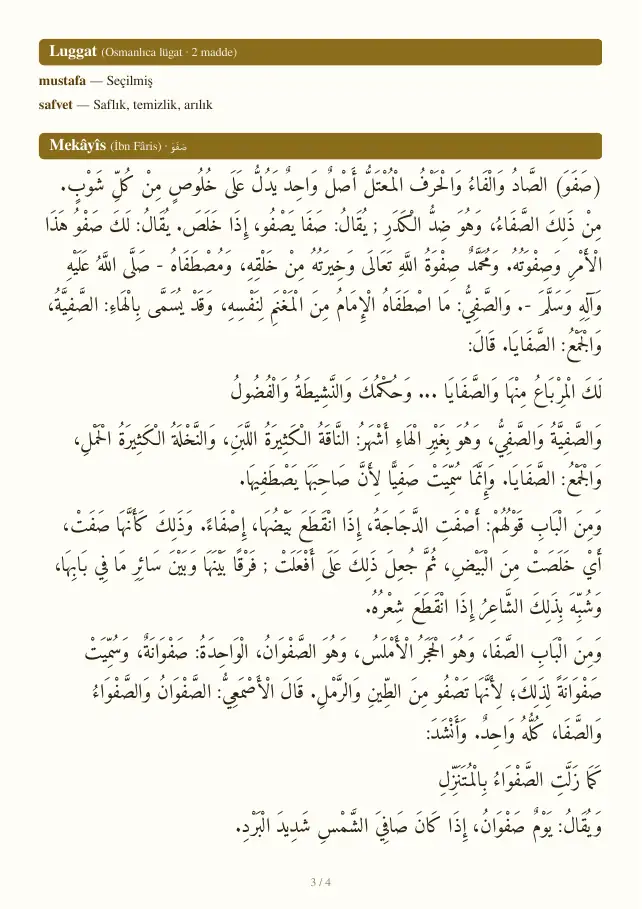 Luggat (Osmanlıca lügat · 2 madde)
mustafa — Seçilmiş
safvet — Saflık, temizlik, arılık
Mekâyîs (İbn Fâris) · صَفَوَ
(صَفَوَ) الصَّادُ وَالْفَاءُ وَالْحَرْفُ الْمُعْتَلُّ أَصْلٌ وَاحِدٌ يَدُلُّ عَلَى خُلُوصٍ مِنْ كُلِّ شَوْبٍ.
مِنْ ذَلِكَ الصَّفَاءُ، وَهُوَ ضِدُّ الْكَدَرِ ; يُقَالُ: صَفَا يَصْفُو، إِذَا خَلَصَ. يُقَالُ: لَكَ صَفْوُ هَذَا
الْأَمْرِ وَصِفْوَتُهُ. وَمُحَمَّدٌ صِفْوَةُ اللَّهِ تَعَالَى وَخِيرَتُهُ مِنْ خَلْقِهِ، وَمُصْطَفَاهُ - صَلَّى اللَّهُ عَلَيْهِ
وَآلِهِ وَسَلَّمَ -. وَالصَّفِيُّ: مَا اصْطَفَاهُ الْإِمَامُ مِنَ الْمَغْنَمِ لِنَفْسِهِ، وَقَدْ يُسَمَّى بِالْهَاءِ: الصَّفِيَّةُ،
وَالْجَمْعُ: الصَّفَايَا. قَالَ:
لَكَ الْمِرْبَاعُ مِنْهَا وَالصَّفَايَا ... وَحُكْمُكَ وَالنَّشِيطَةُ وَالْفُضُولُ
وَالصَّفِيَّةُ وَالصَّفِيُّ، وَهُوَ بِغَيْرِ الْهَاءِ أَشْهَرُ: النَّاقَةُ الْكَثِيرَةُ اللَّبَنِ، وَالنَّخْلَةُ الْكَثِيرَةُ الْحَمْلِ،
وَالْجَمْعُ: الصَّفَايَا. وَإِنَّمَا سُمِّيَتْ صَفِيًّا لِأَنَّ صَاحِبَهَا يَصْطَفِيهَا.
وَمِنَ الْبَابِ قَوْلُهُمْ: أَصْفَتِ الدَّجَاجَةُ، إِذَا انْقَطَعَ بَيْضُهَا، إِصْفَاءً. وَذَلِكَ كَأَنَّهَا صَفَتْ،
أَيْ خَلَصَتْ مِنَ الْبَيْضِ، ثُمَّ جُعِلَ ذَلِكَ عَلَى أَفْعَلَتْ ; فَرْقًا بَيْنَهَا وَبَيْنَ سَائِرِ مَا فِي بَابِهَا،
وَشُبِّهَ بِذَلِكَ الشَّاعِرُ إِذَا انْقَطَعَ شِعْرُهُ.
وَمِنَ الْبَابِ الصَّفَا، وَهُوَ الْحَجَرُ الْأَمْلَسُ، وَهُوَ الصَّفْوَانُ، الْوَاحِدَةُ: صَفْوَانَةٌ، وَسُمِّيَتْ
صَفْوَانَةً لِذَلِكَ؛ لِأَنَّهَا تَصْفُو مِنَ الطِّينِ وَالرَّمْلِ. قَالَ الْأَصْمَعِيُّ: الصَّفْوَانُ وَالصَّفْوَاءُ
وَالصَّفَا، كُلُّهُ وَاحِدٌ. وَأَنْشَدَ:
كَمَا زَلَّتِ الصَّفْوَاءُ بِالْمُتَنَزِّلِ
وَيُقَالُ: يَوْمٌ صَفْوَانُ، إِذَا كَانَ صَافِيَ الشَّمْسِ شَدِيدَ الْبَرْدِ.
3 / 4